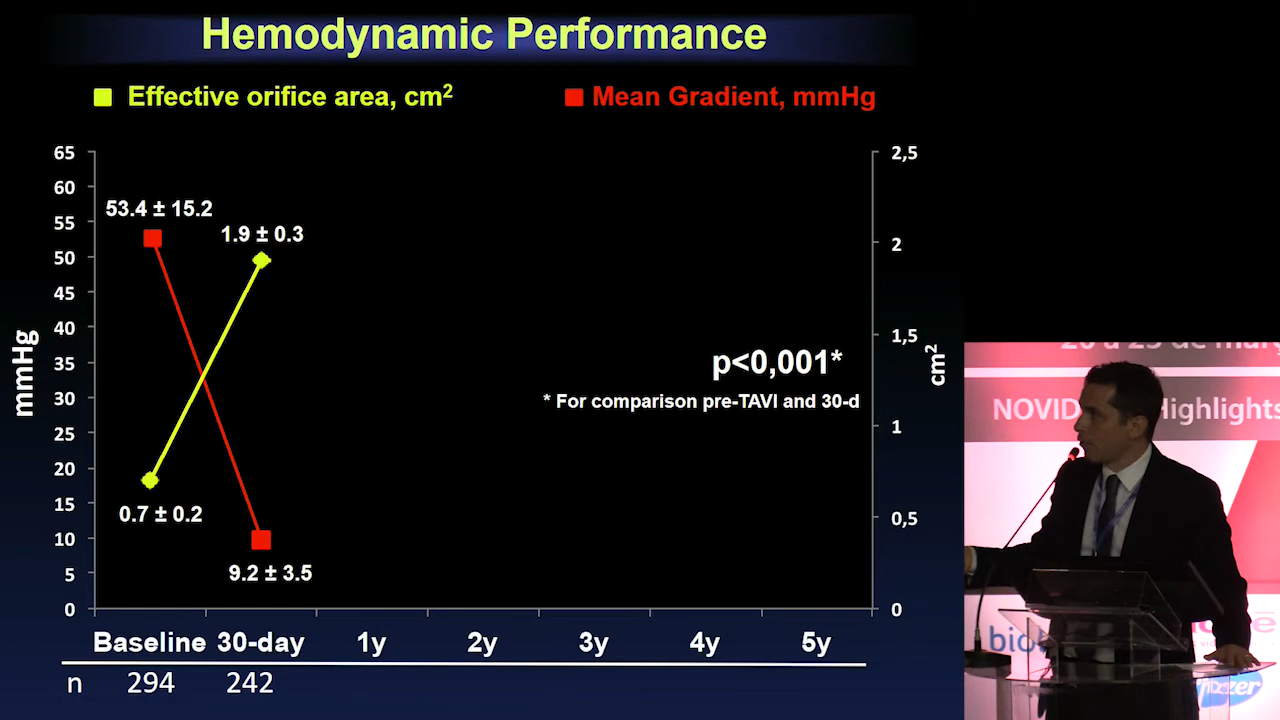 Hemodynamic Performance
Effective orifice area, cm²
Mean Gradient, mmHg
65
60
55
50
45
40
35
30
25
20
15
10
5
0
mmHg
53.4 ± 15.2
1.9 ± 0.3
0.7 ± 0.2
9.2 ± 3.5
p<0,001*
* For comparison pre-TAVI and 30-d
2,5
2
1,5
1
0,5
0
cm²
Baseline 30-day 1y 2y 3y 4y 5y
n 294 242
Highlights